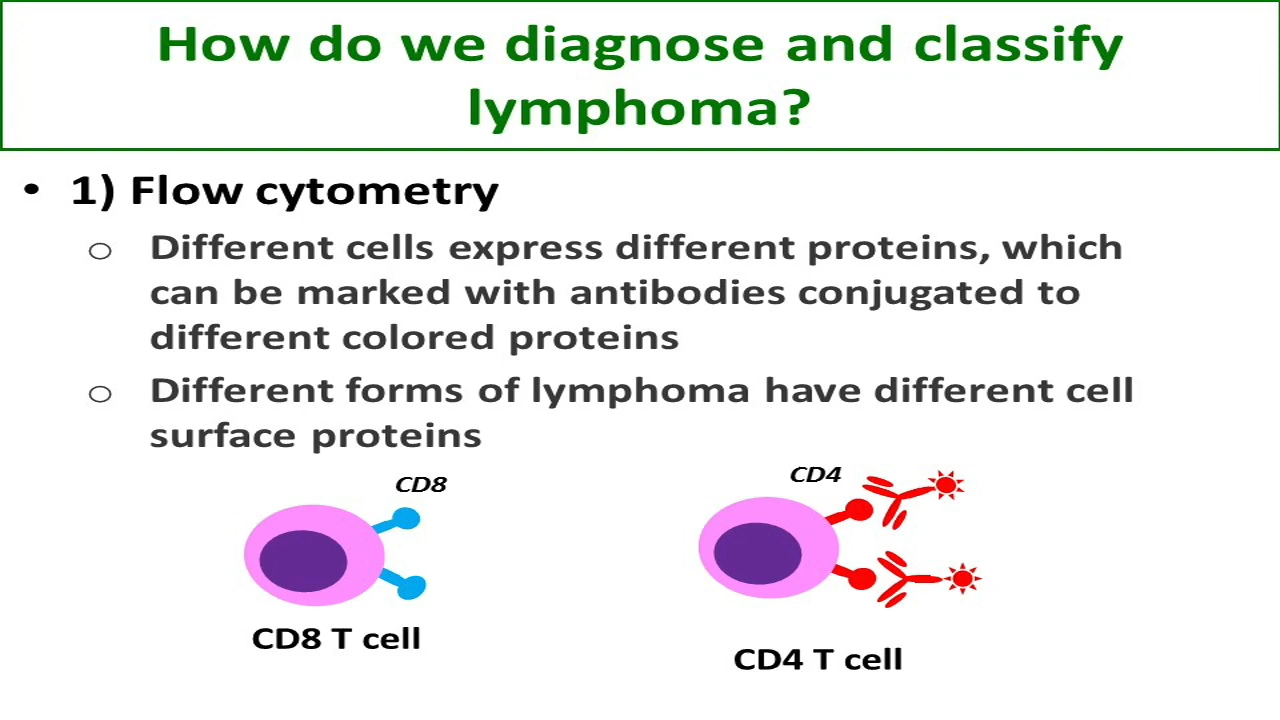 How do we diagnose and classify
lymphoma?
• 1) Flow cytometry
o Different cells express different proteins, which
can be marked with antibodies conjugated to
different colored proteins
o Different forms of lymphoma have different cell
surface proteins
CD8
CD4
CD8 T cell
CD4 T cell